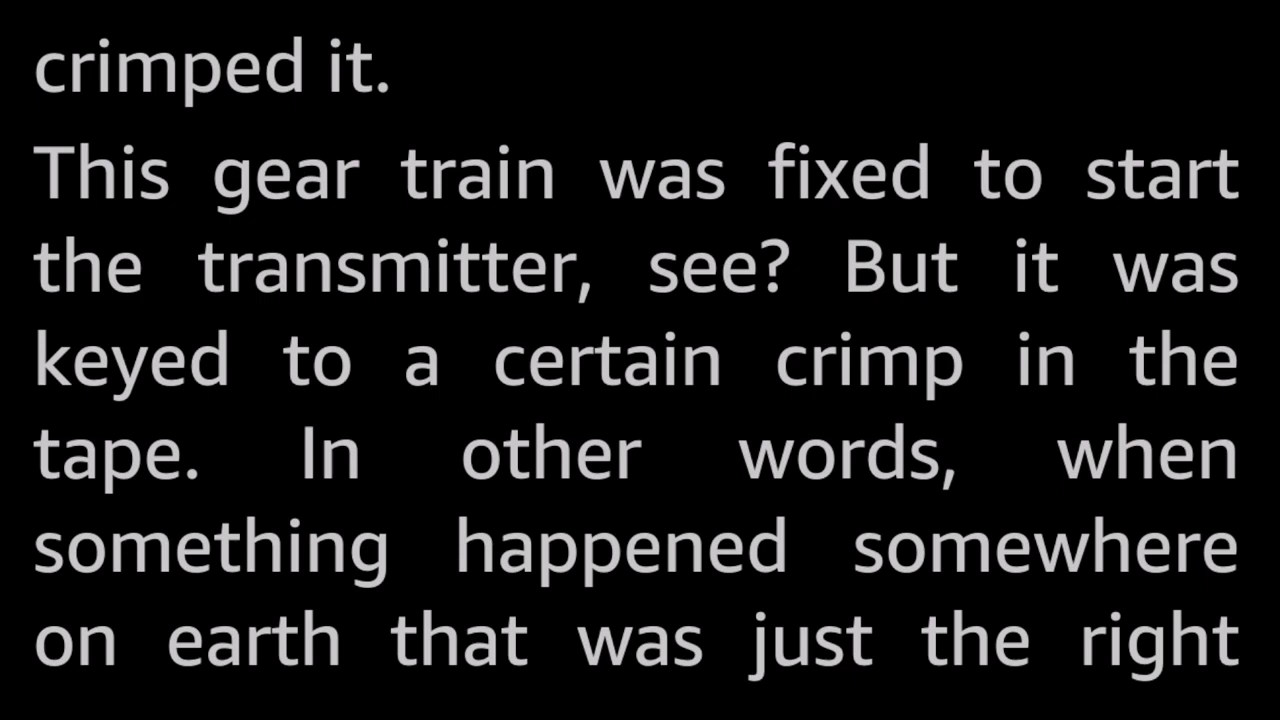 crimped it.
This gear train was fixed to start
the transmitter, see? But it was
keyed to a certain crimp in the
tape. In other words, when
something happened somewhere
on earth that was just the right